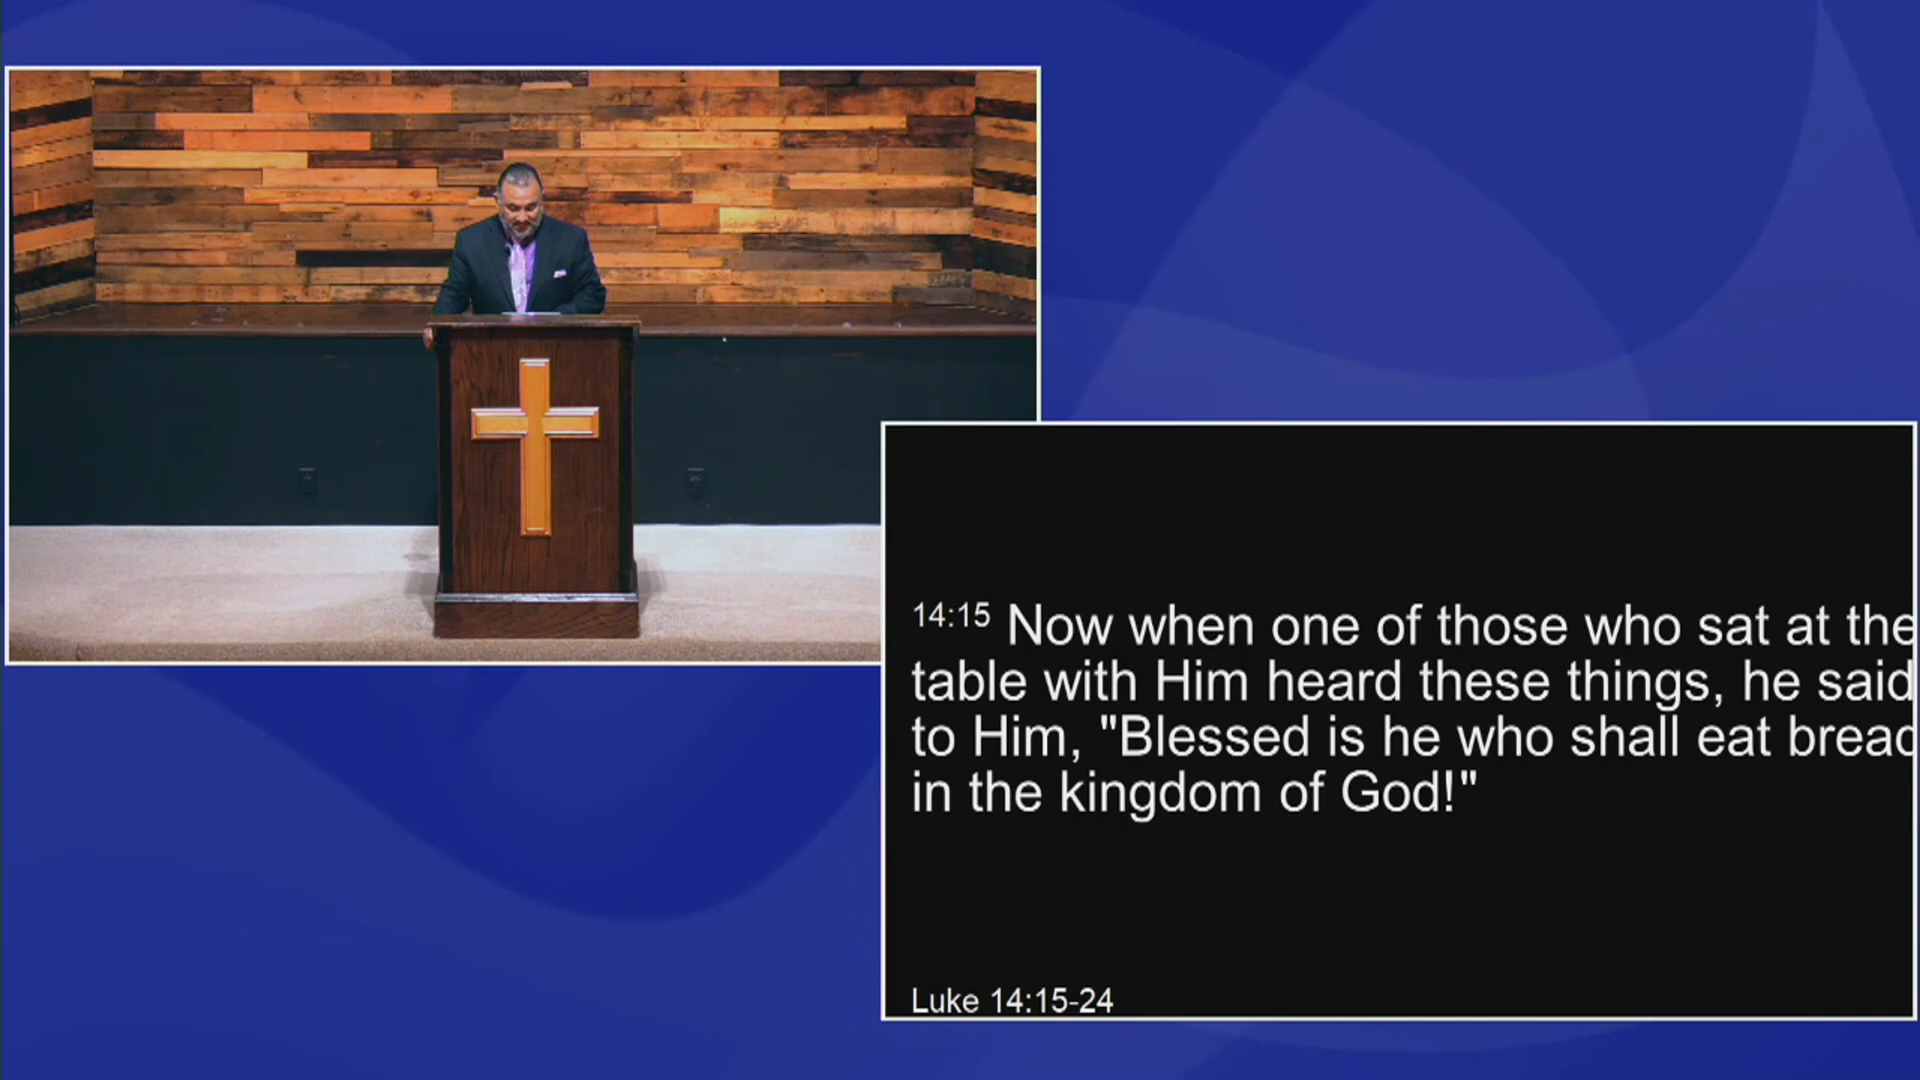 14:15 Now when one of those who sat at the
table with Him heard these things, he said
to Him, "Blessed is he who shall eat bread
in the kingdom of God!"
Luke 14:15-24